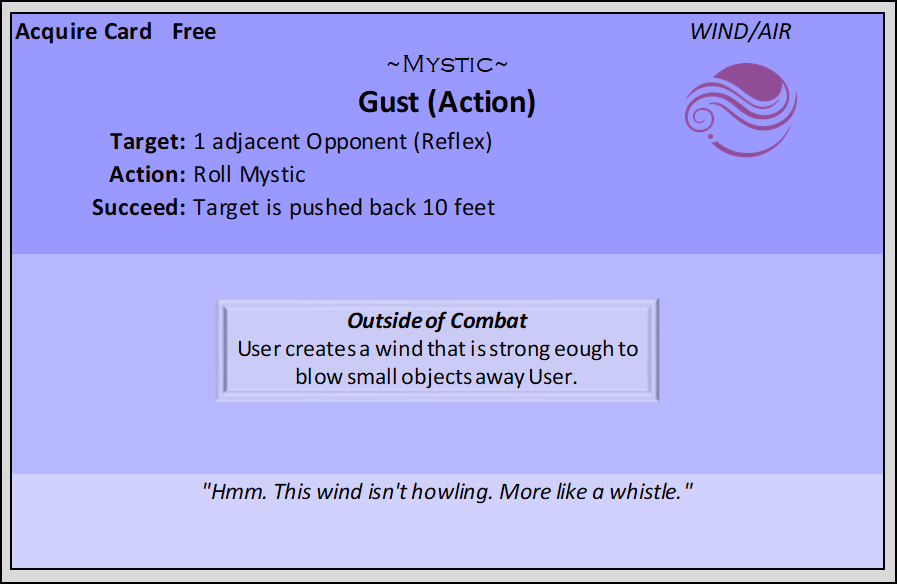 Acquire Card Free
WIND/AIR
~Mystic~
Gust (Action)
Target: 1 adjacent Opponent (Reflex)
Action: Roll Mystic
Succeed: Target is pushed back 10 feet
Outside of Combat
User creates a wind that is strong eough to
blow small objects away User.
"Hmm. This wind isn't howling. More like a whistle."